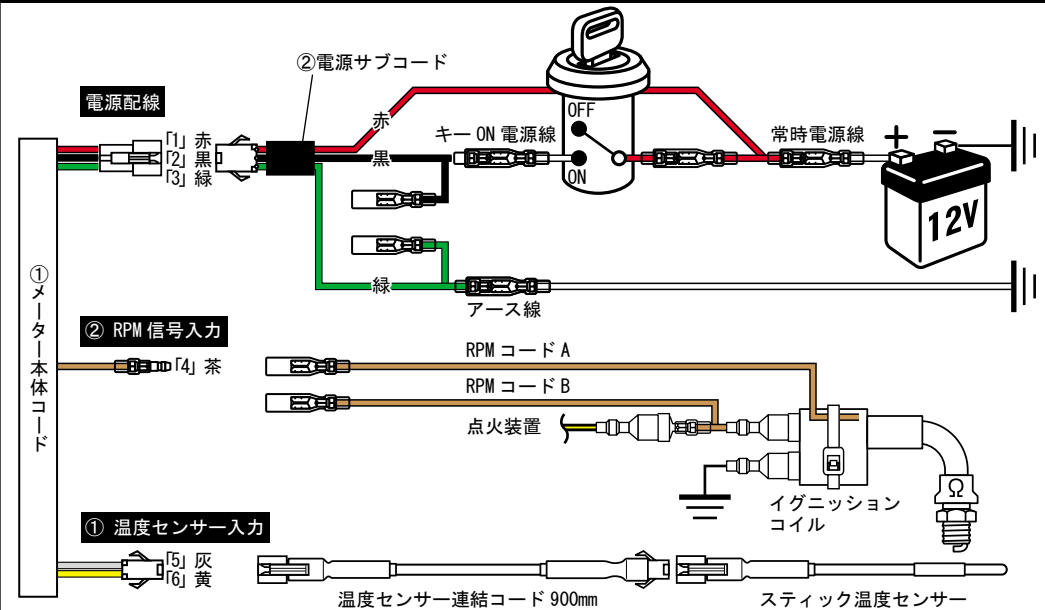 ②電源サブコード
電源配線
「1」赤
「2」黒
「3」緑
赤
黒
緑
キー ON 電源線
OFF
ON
常時電源線
+ −
12V
アース線
①メーター本体コード
② RPM 信号入力
「4」茶
RPM コード A
RPM コード B
点火装置
イグニッション
コイル
Ω
① 温度センサー入力
「5」灰
「6」黄
温度センサー連結コード 900mm
スティック温度センサー